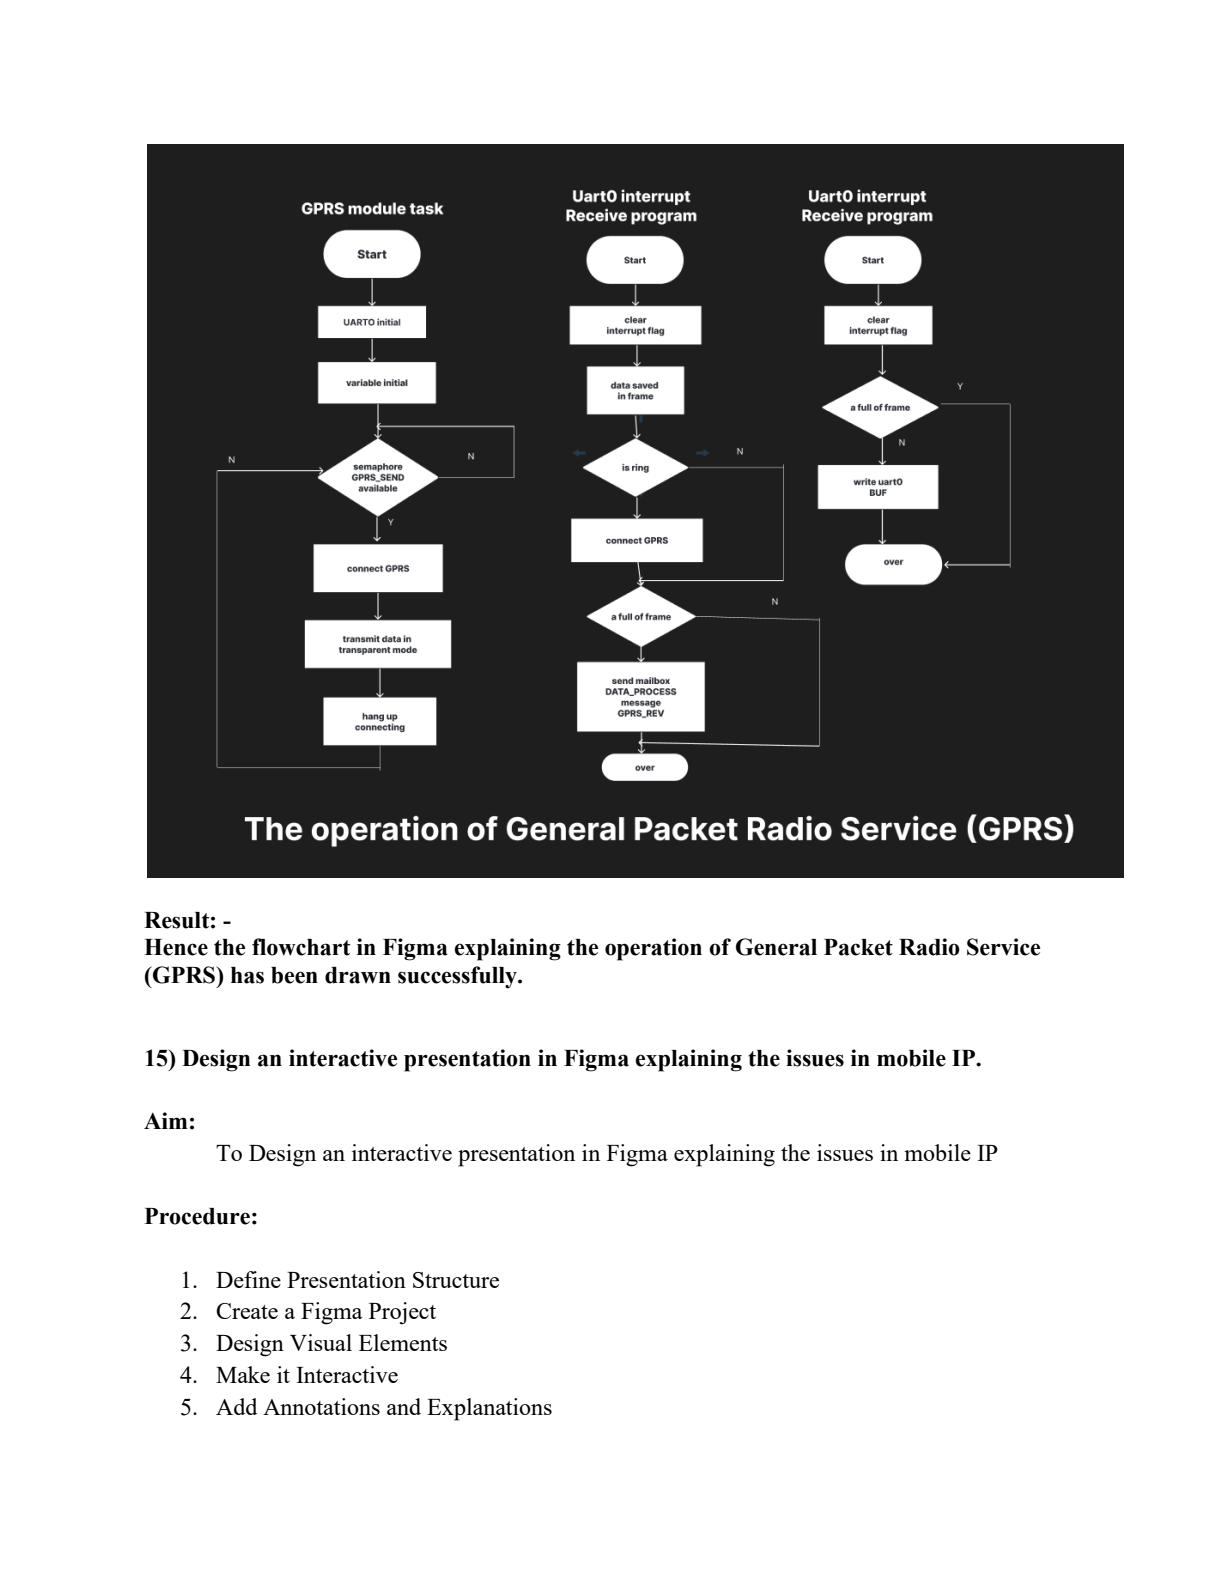 GPRS module task
Start
UARTO initial
variable initial
N
N
semaphore
GPRS_SEND
available
Y
connect GPRS
transmit data in
transparent mode
hang up
connecting
Uart0 interrupt
Receive program
Start
clear
interrupt flag
data saved
in frame
is ring
N
connect GPRS
a full of frame
N
send mailbox
DATA_PROCESS
message
GPRS_REV
over
Uart0 interrupt
Receive program
Start
clear
interrupt flag
a full of frame
Y
N
write uart0
BUF
over
The operation of General Packet Radio Service (GPRS)
Result: -
Hence the flowchart in Figma explaining the operation of General Packet Radio Service
(GPRS) has been drawn successfully.
15) Design an interactive presentation in Figma explaining the issues in mobile IP.
Aim:
To Design an interactive presentation in Figma explaining the issues in mobile IP
Procedure:
1. Define Presentation Structure
2. Create a Figma Project
3. Design Visual Elements
4. Make it Interactive
5. Add Annotations and Explanations